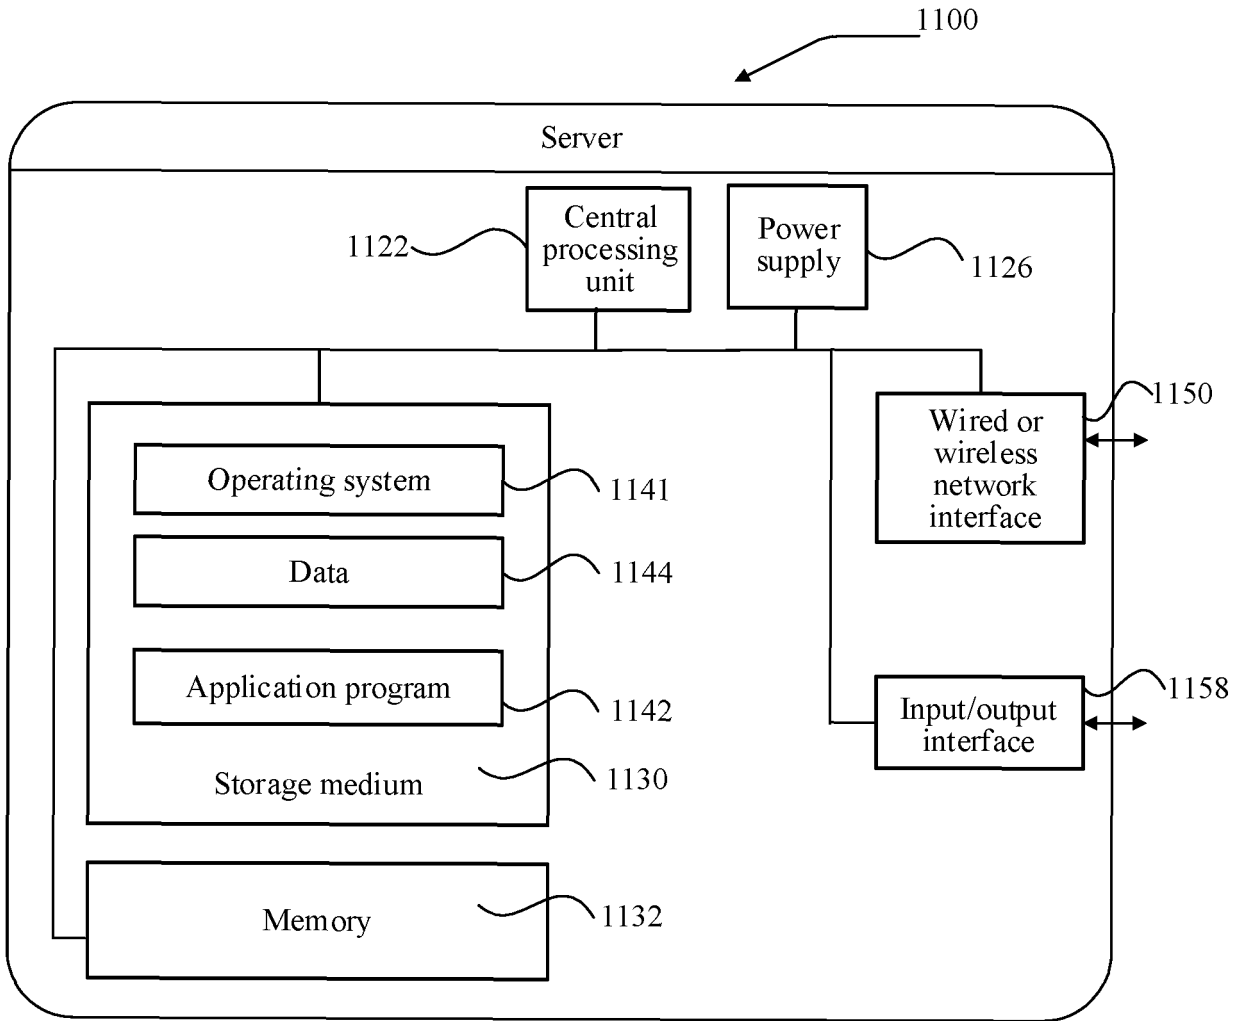 1100
Server
Central
processing
unit
1122
Power
supply
1126
Wired or
wireless
network
interface
1150
Operating system
1141
Data
1144
Application program
1142
Storage medium
1130
Input/output
interface
1158
Memory
1132